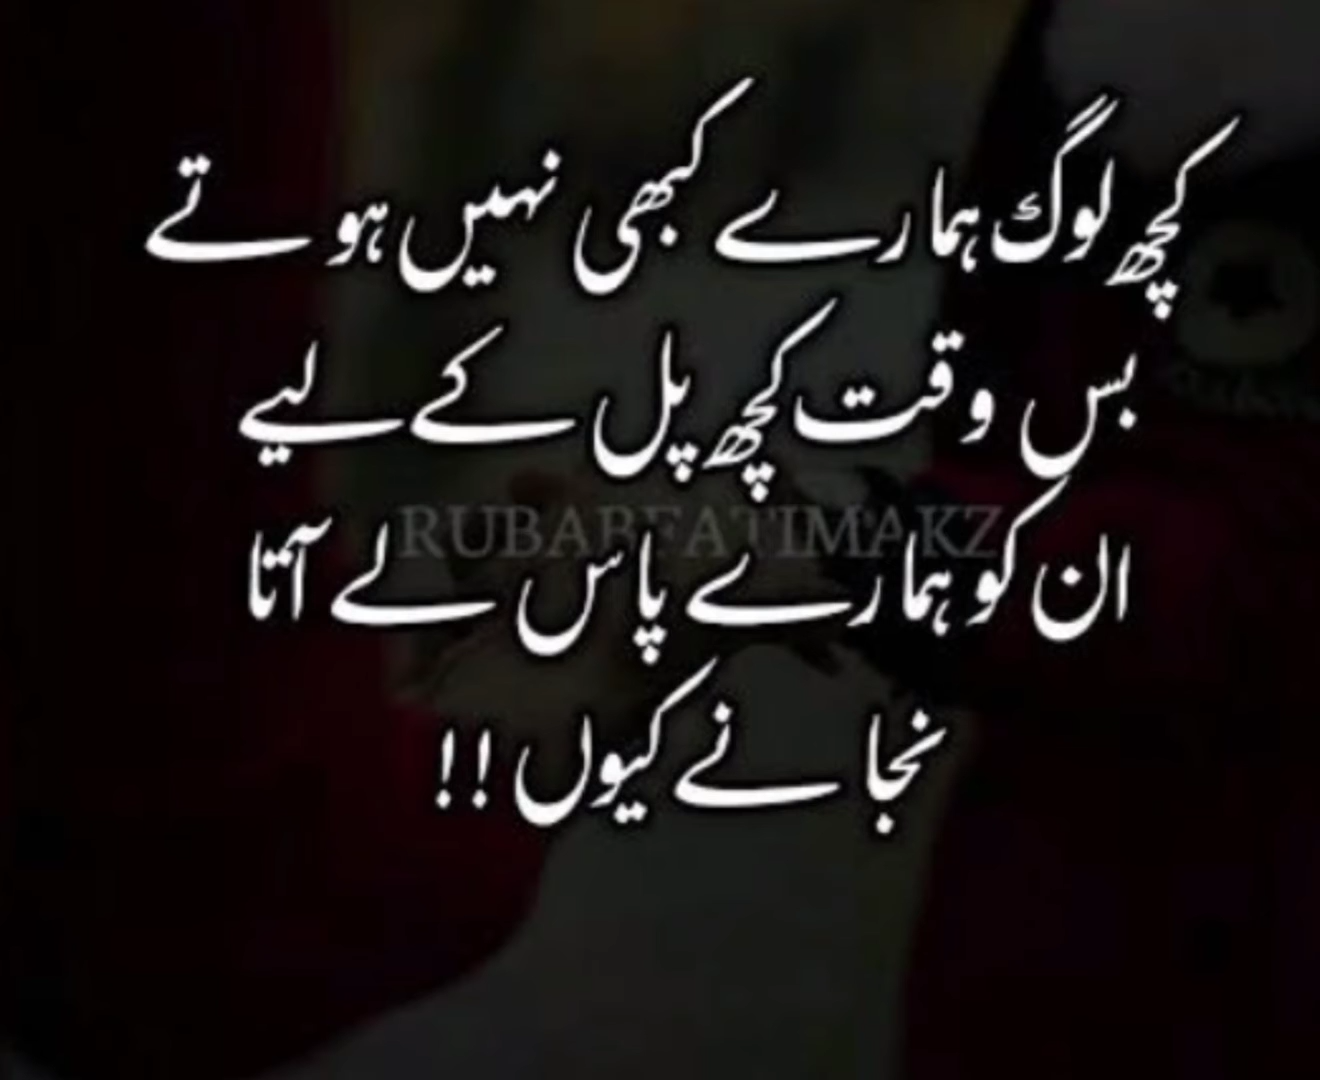 کچھ لوگ ہمارے کبھی نہیں ہوتے
بس وقت کچھ پل کے لیے
RUBABFATIMAKZ
ان کو ہمارے پاس لے آتا
نجانے کیوں !!